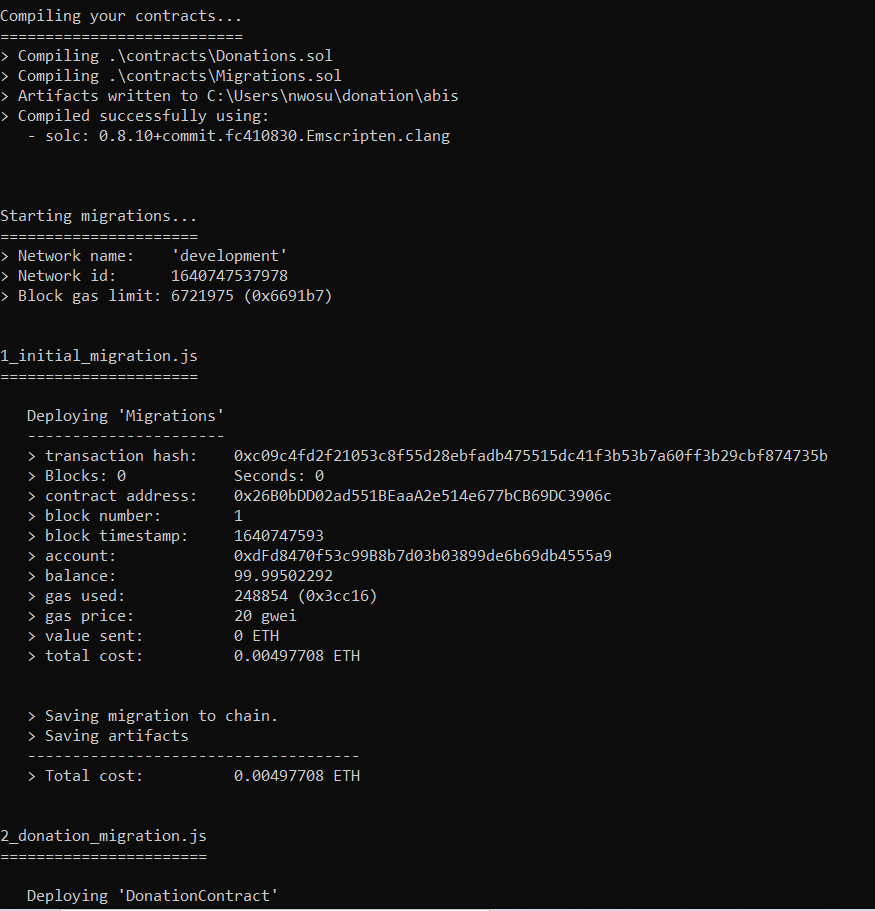 Compiling your contracts...
===========================
> Compiling .\contracts\Donations.sol
> Compiling .\contracts\Migrations.sol
> Artifacts written to C:\Users\nwosu\donation\abis
> Compiled successfully using:
   - solc: 0.8.10+commit.fc410830.Emscripten.clang
Starting migrations...
======================
> Network name:    'development'
> Network id:      1640747537978
> Block gas limit: 6721975 (0x6691b7)
1_initial_migration.js
======================
   Deploying 'Migrations'
   ----------------------
   > transaction hash:    0xc09c4fd2f21053c8f55d28ebfadb475515dc41f3b53b7a60ff3b29cbf874735b
   > Blocks: 0            Seconds: 0
   > contract address:    0x26B0bDD02ad551BEaaA2e514e677bCB69DC3906c
   > block number:        1
   > block timestamp:     1640747593
   > account:             0xdFd8470f53c99B8b7d03b03899de6b69db4555a9
   > balance:             99.99502292
   > gas used:            248854 (0x3cc16)
   > gas price:           20 gwei
   > value sent:          0 ETH
   > total cost:          0.00497708 ETH
   > Saving migration to chain.
   > Saving artifacts
   -------------------------------------
   > Total cost:          0.00497708 ETH
2_donation_migration.js
=======================
   Deploying 'DonationContract'